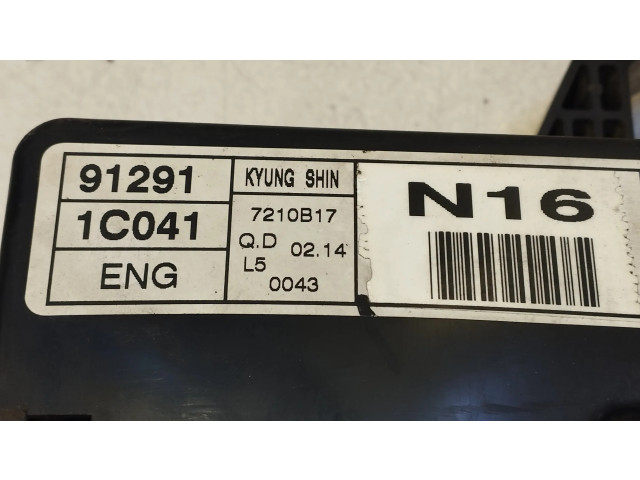 91291
1C041
ENG
KYUNG SHIN
7210B17
Q.D 02.14
L5
0043
N16